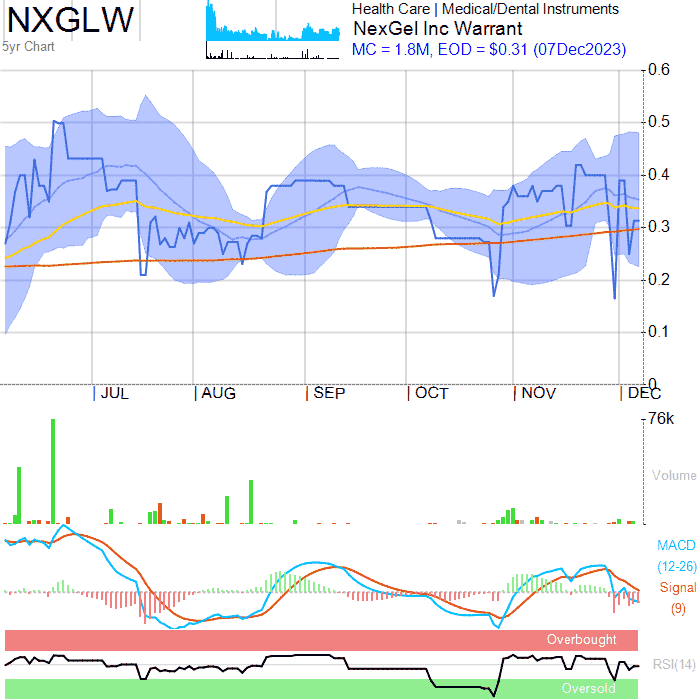 NXGLW
5yr Chart
Health Care | Medical/Dental Instruments
NexGel Inc Warrant
MC = 1.8M, EOD = $0.31 (07Dec2023)
0.6
0.5
0.4
0.3
0.2
0.1
0
JUL AUG SEP OCT NOV DEC
76k
Volume
MACD
(12-26)
Signal
(9)
Overbought
RSI(14)
Oversold